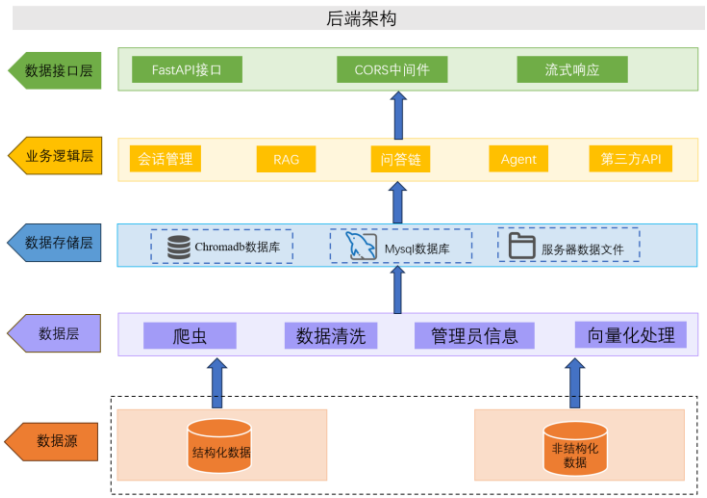 后端架构
数据接口层
FastAPI接口
CORS中间件
流式响应
业务逻辑层
会话管理
RAG
问答链
Agent
第三方API
数据存储层
Chromadb数据库
Mysql数据库
服务器数据文件
数据层
爬虫
数据清洗
管理员信息
向量化处理
数据源
结构化数据
非结构化
数据